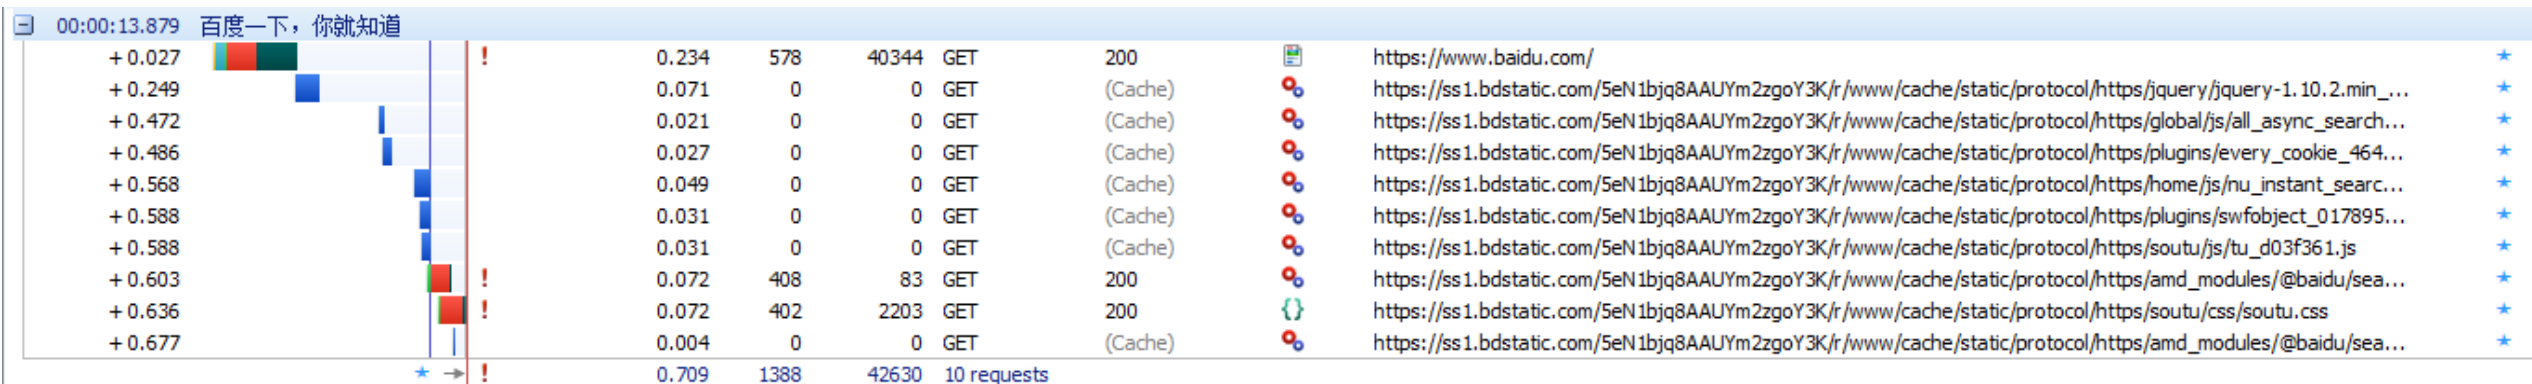 00:00:13.879 百度一下，你就知道
+ 0.027 ! 0.234 578 40344 GET 200 https://www.baidu.com/
+ 0.249 0.071 0 0 GET (Cache) https://ss1.bdstatic.com/5eN1bjq8AAUYm2zgoY3K/r/www/cache/static/protocol/https/jquery/jquery-1.10.2.min_...
+ 0.472 0.021 0 0 GET (Cache) https://ss1.bdstatic.com/5eN1bjq8AAUYm2zgoY3K/r/www/cache/static/protocol/https/global/js/all_async_search...
+ 0.486 0.027 0 0 GET (Cache) https://ss1.bdstatic.com/5eN1bjq8AAUYm2zgoY3K/r/www/cache/static/protocol/https/plugins/every_cookie_464...
+ 0.568 0.049 0 0 GET (Cache) https://ss1.bdstatic.com/5eN1bjq8AAUYm2zgoY3K/r/www/cache/static/protocol/https/home/js/nu_instant_searc...
+ 0.588 0.031 0 0 GET (Cache) https://ss1.bdstatic.com/5eN1bjq8AAUYm2zgoY3K/r/www/cache/static/protocol/https/plugins/swfobject_017895...
+ 0.588 0.031 0 0 GET (Cache) https://ss1.bdstatic.com/5eN1bjq8AAUYm2zgoY3K/r/www/cache/static/protocol/https/soutu/js/tu_d03f361.js
+ 0.603 ! 0.072 408 83 GET 200 https://ss1.bdstatic.com/5eN1bjq8AAUYm2zgoY3K/r/www/cache/static/protocol/https/amd_modules/@baidu/sea...
+ 0.636 ! 0.072 402 2203 GET 200 {} https://ss1.bdstatic.com/5eN1bjq8AAUYm2zgoY3K/r/www/cache/static/protocol/https/soutu/css/soutu.css
+ 0.677 0.004 0 0 GET (Cache) https://ss1.bdstatic.com/5eN1bjq8AAUYm2zgoY3K/r/www/cache/static/protocol/https/amd_modules/@baidu/sea...
! 0.709 1388 42630 10 requests